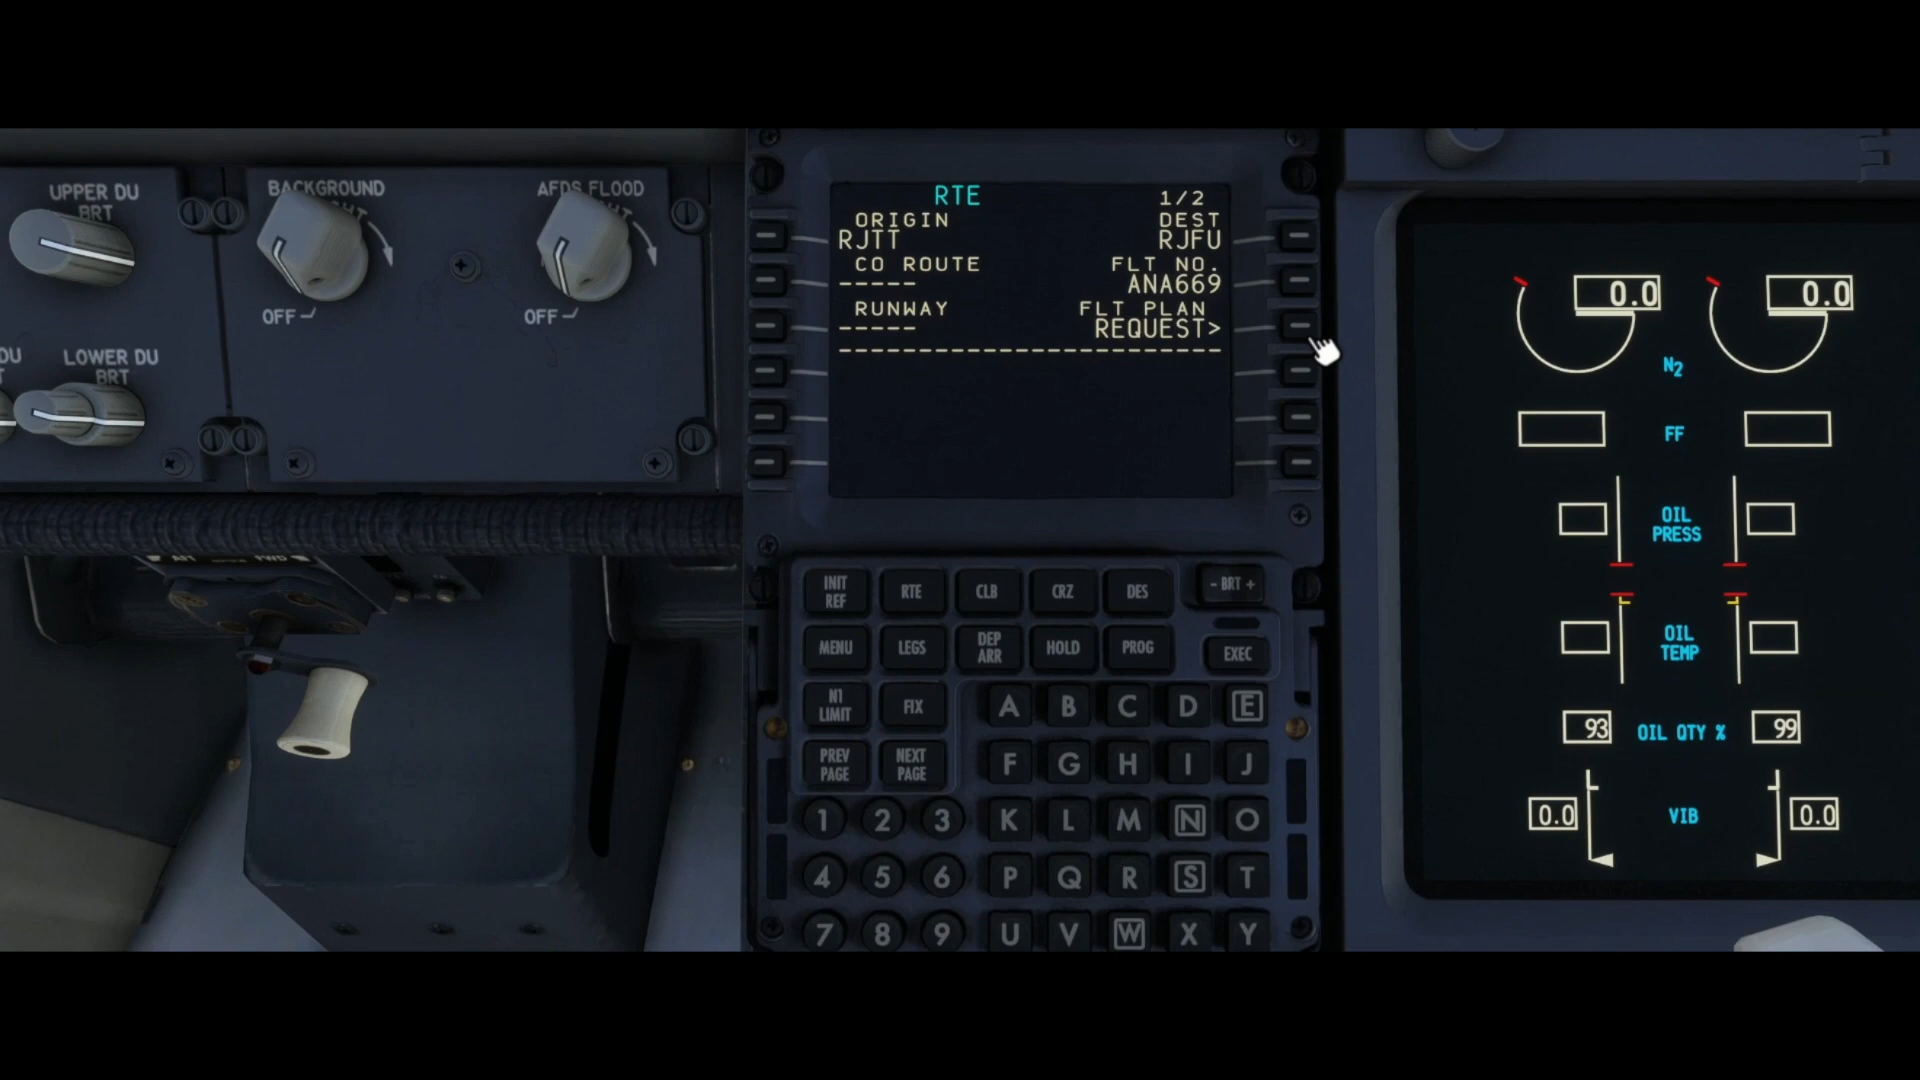 UPPER DU
BRT
BACKGROUND
OFF
AFDS FLOOD
OFF
DU
LOWER DU
BRT
AFT
FWD
RTE 1/2
ORIGIN DEST
RJTT RJFU
CO ROUTE FLT NO.
----- ANA669
RUNWAY FLT PLAN
----- REQUEST>
------------------------
INIT REF RTE CLB CRZ DES - BRT +
MENU LEGS DEP ARR HOLD PROG EXEC
N1 LIMIT FIX
PREV PAGE NEXT PAGE
A B C D E
F G H I J
1 2 3 K L M N O
4 5 6 P Q R S T
7 8 9 U V W X Y
0.0 0.0
N2
FF
OIL
PRESS
OIL
TEMP
93 OIL QTY % 99
0.0 VIB 0.0